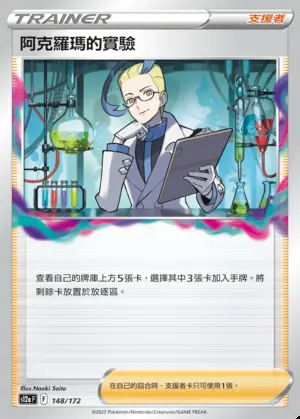 TRAINER
支援者
阿克羅瑪的實驗
查看自己的牌庫上方5張卡,選擇其中3張卡加入手牌。將
剩餘卡放置於放逐區。
Illus.Naoki Saito
s12a F F 148/172
在自己的回合時,支援者卡只可使用1張。
©2022 Pokémon/Nintendo/Creatures/GAME FREAK.